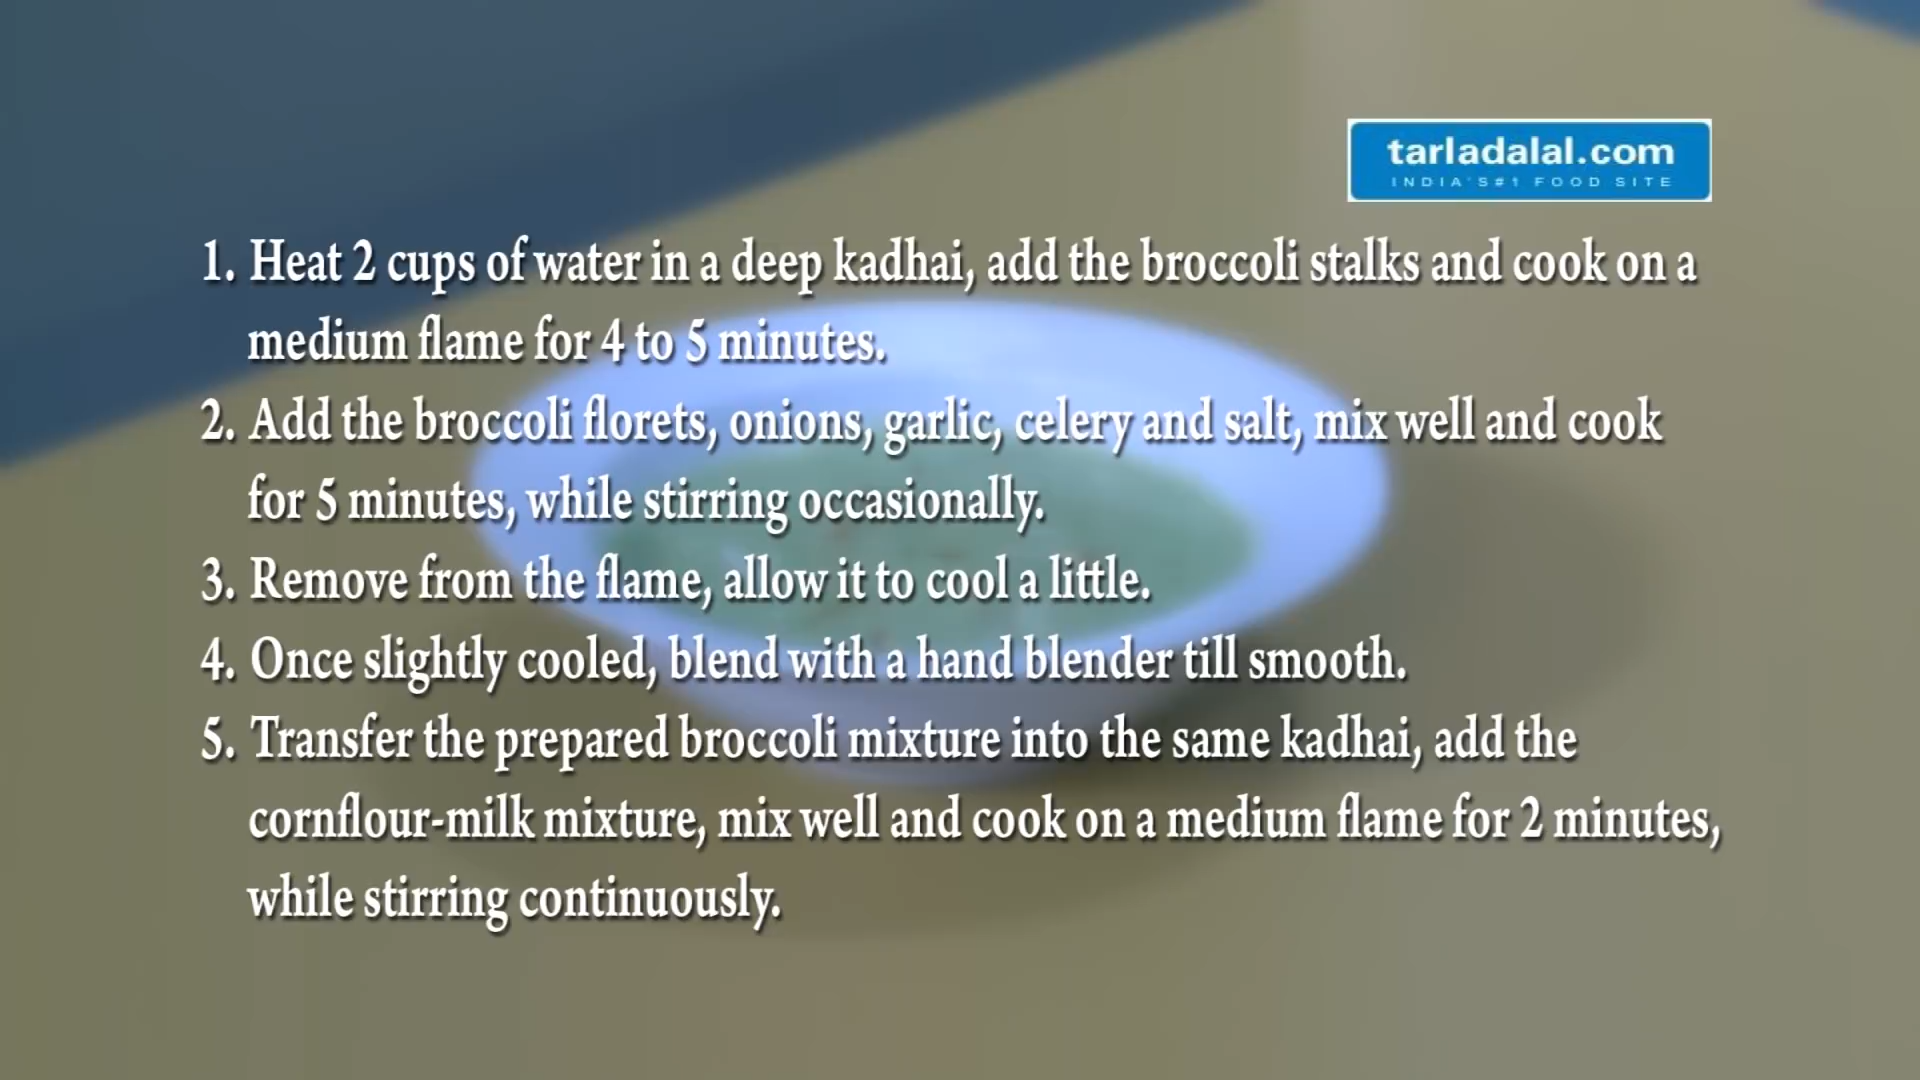 tarladalal.com
INDIA'S#1 FOOD SITE
1. Heat 2 cups of water in a deep kadhai, add the broccoli stalks and cook on a
medium flame for 4 to 5 minutes.
2. Add the broccoli florets, onions, garlic, celery and salt, mix well and cook
for 5 minutes, while stirring occasionally.
3. Remove from the flame, allow it to cool a little.
4. Once slightly cooled, blend with a hand blender till smooth.
5. Transfer the prepared broccoli mixture into the same kadhai, add the
cornflour-milk mixture, mix well and cook on a medium flame for 2 minutes,
while stirring continuously.